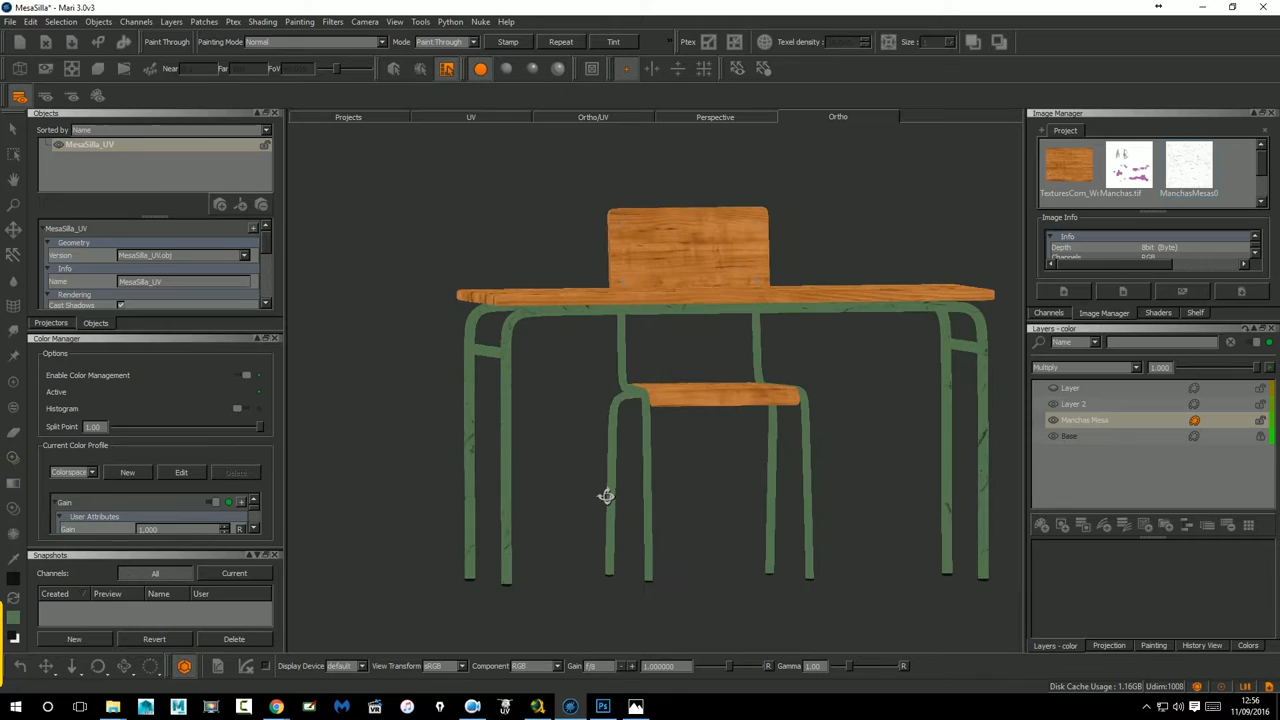 MesaSilla* - Mari 3.0v3
File Edit Selection Objects Channels Layers Patches Ptex Shading Painting Filters Camera View Tools Python Nuke Help
Paint Through Painting Mode Normal Mode Paint Through Stamp Repeat Tint Ptex Texel density: Size:
Near Far FoV
Objects
Sorted by Name
MesaSilla_UV
MesaSilla_UV
Geometry
Version MesaSilla_UV.obj
Info
Name MesaSilla_UV
Rendering
Cast Shadows
Projectors Objects
Color Manager
Options
Enable Color Management
Active
Histogram
Split Point 1.00
Current Color Profile
Colorspace New Edit Delete
Gain
User Attributes
Gain 1.000 R
Snapshots
Channels: All Current
Created Preview Name User
New Revert Delete
Projects UV Ortho/UV Perspective Ortho
Image Manager
Project
TexturesCom_Wo Manchas.tif ManchasMesas0
Image Info
Info
Depth 8bit (Byte)
Channels RGB
Channels Image Manager Shaders Shelf
Layers - color
Name
Multiply 1.000
Layer
Layer 2
Manchas Mesa
Base
Layers - color Projection Painting History View Colors
Display Device default View Transform sRGB Component RGB Gain f/8 - + 1.000000 R Gamma 1.00 R
Disk Cache Usage : 1.16GB Udim:1008
12:56
11/09/2016